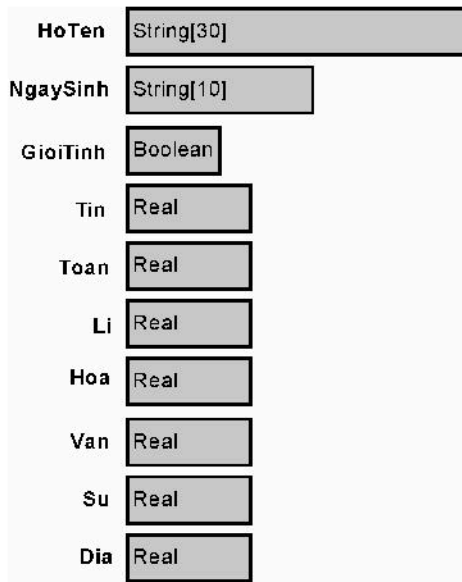 HoTen String[30]
NgaySinh String[10]
GioiTinh Boolean
Tin Real
Toan Real
Li Real
Hoa Real
Van Real
Su Real
Dia Real